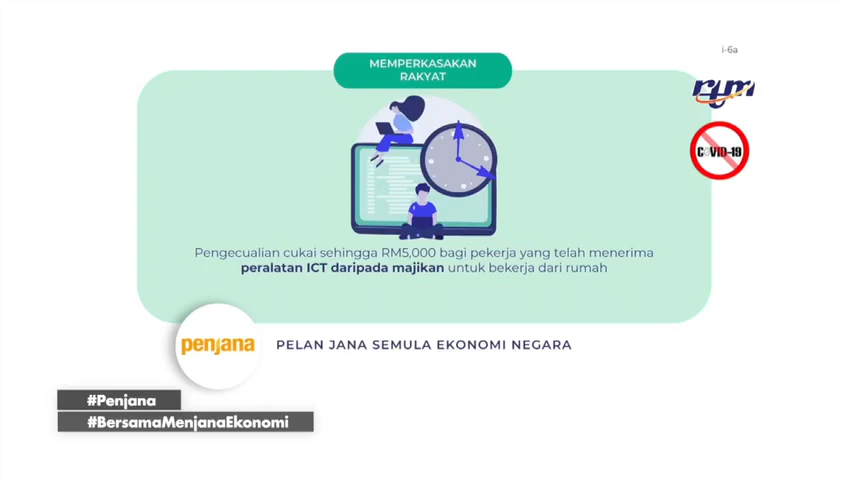 i-6a
MEMPERKASAKAN
RAKYAT
rtm
COVID-19
Pengecualian cukai sehingga RM5,000 bagi pekerja yang telah menerima
peralatan ICT daripada majikan untuk bekerja dari rumah
penjana
PELAN JANA SEMULA EKONOMI NEGARA
#Penjana
#BersamaMenjanaEkonomi